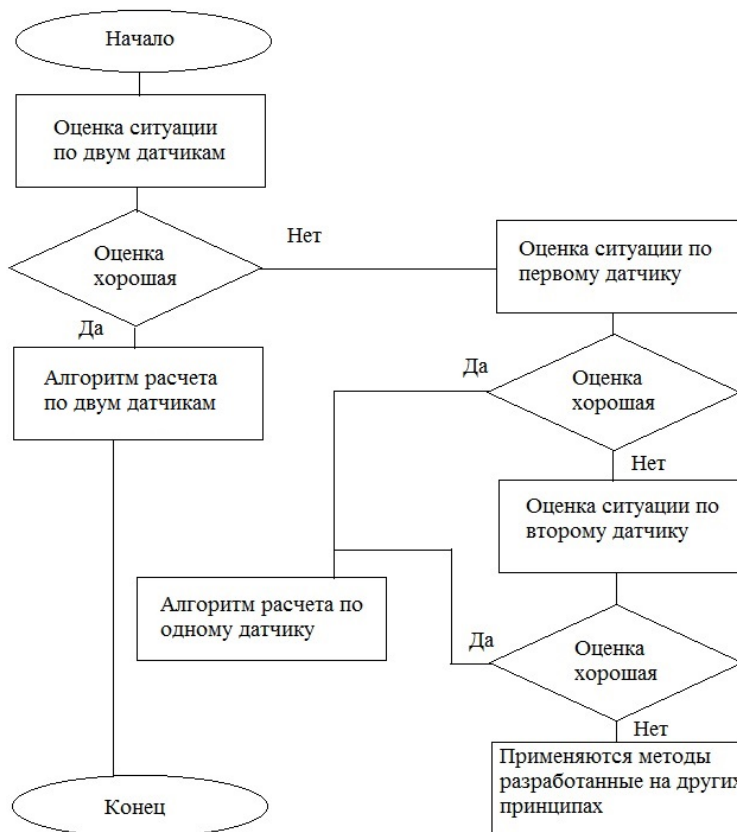 Начало
Оценка ситуации
по двум датчикам
Оценка
хорошая
Нет
Оценка ситуации по
первому датчику
Да
Алгоритм расчета
по двум датчикам
Да
Оценка
хорошая
Нет
Оценка ситуации по
второму датчику
Алгоритм расчета по
одному датчику
Да
Оценка
хорошая
Нет
Применяются методы
разработанные на других
принципах
Конец